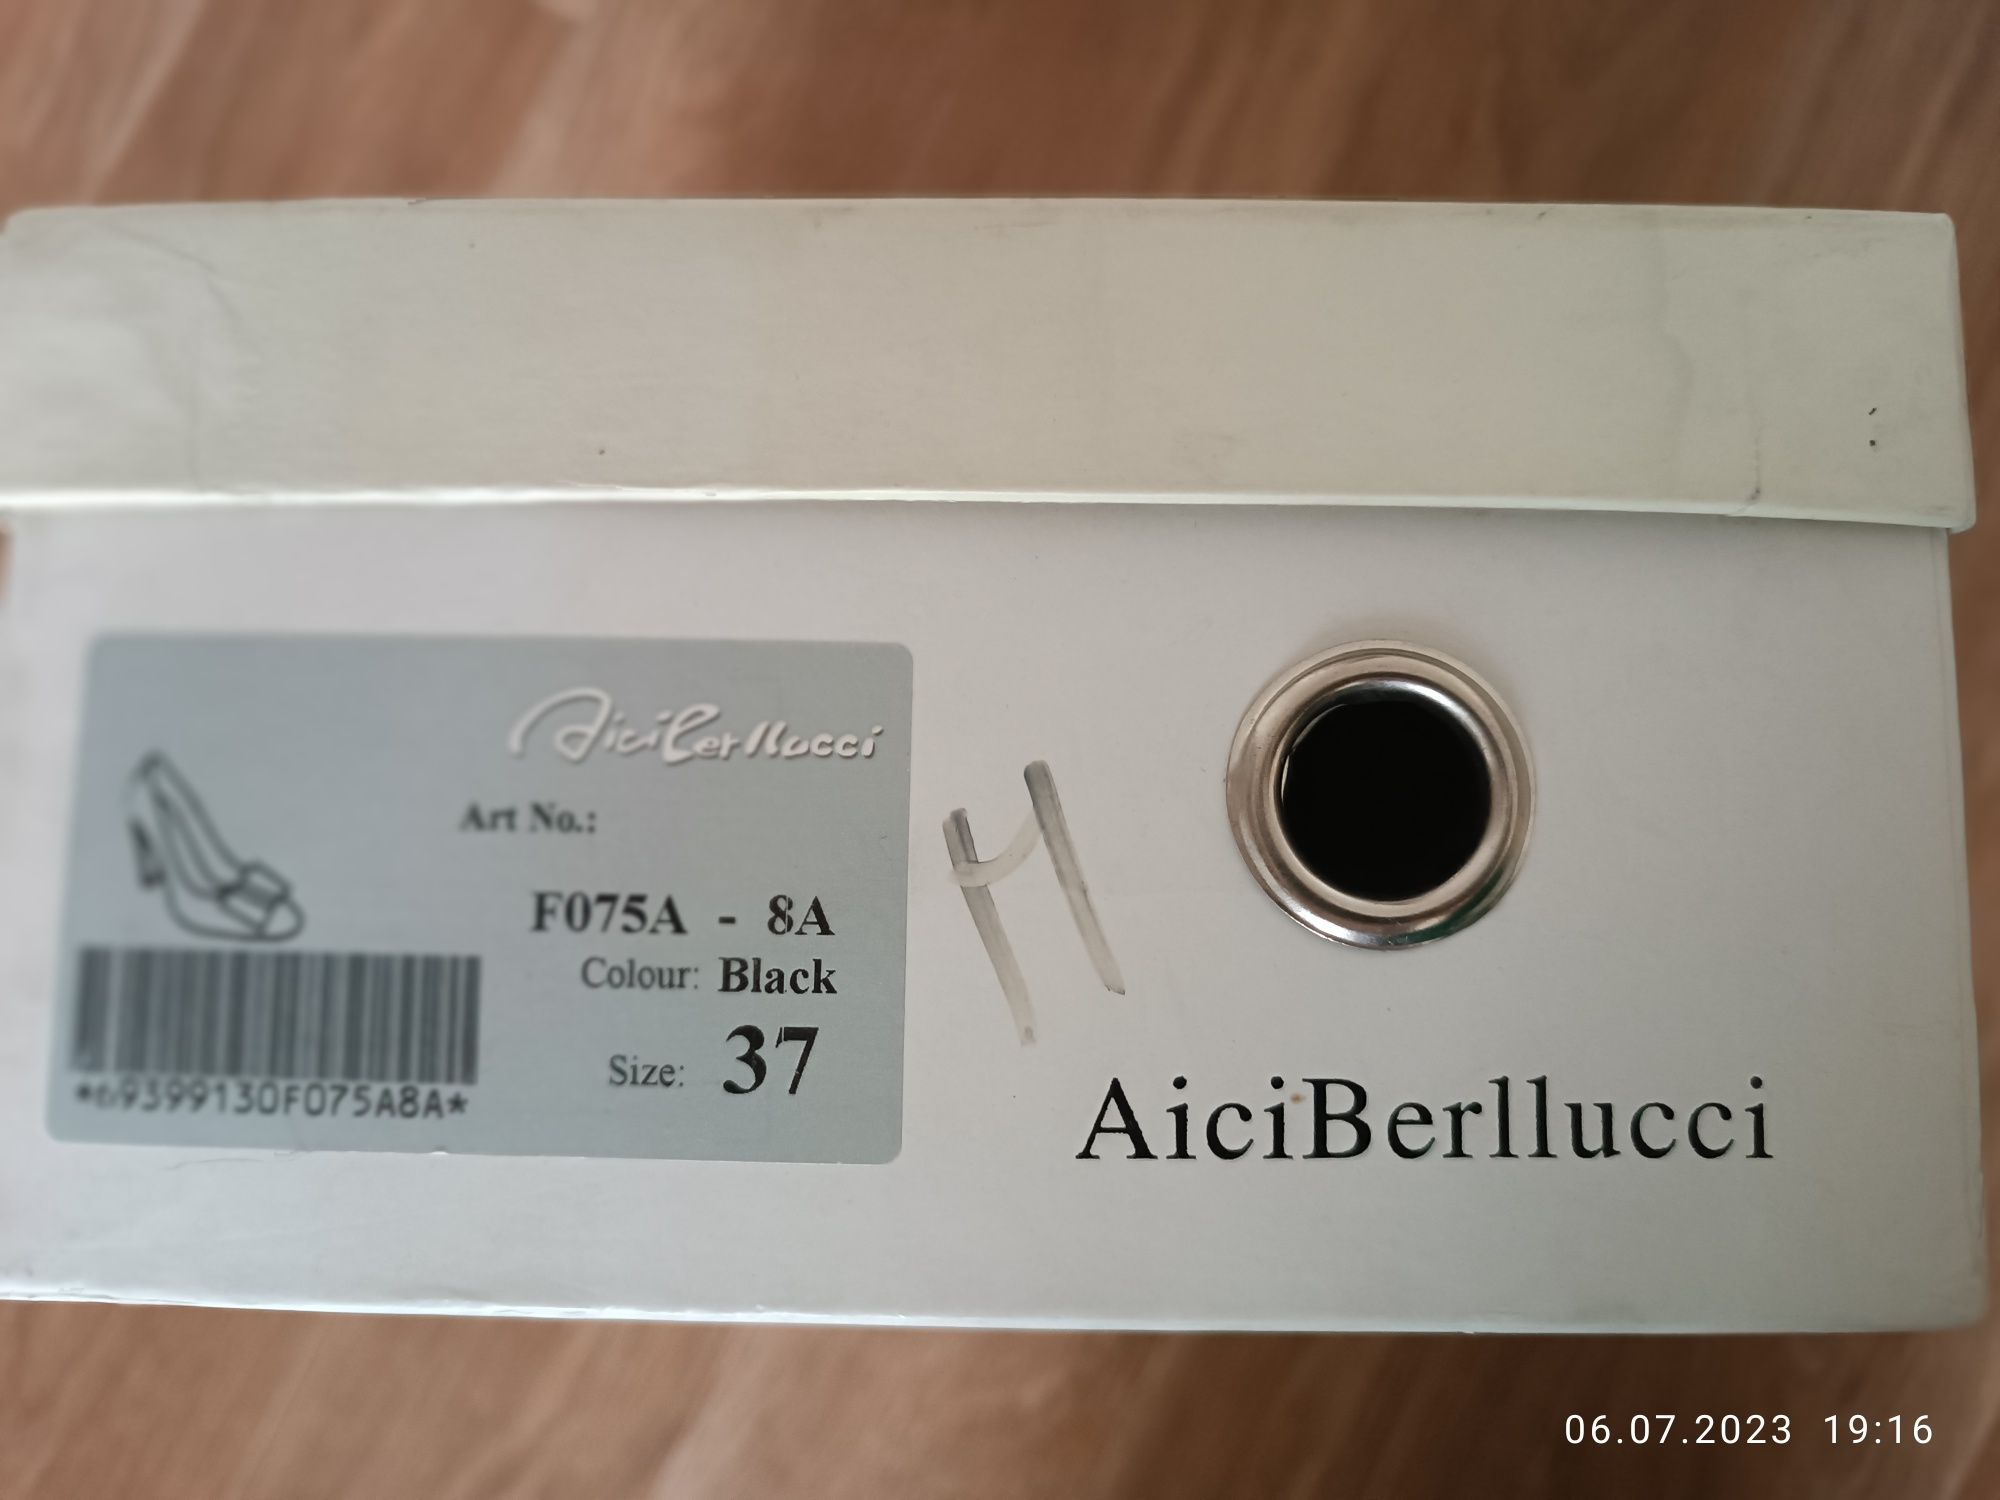 AiciBerllucci
Art No.:
F075A - 8A
Colour: Black
Size: 37
*69399130F075A8A*
H
AiciBerllucci
06.07.2023 19:16